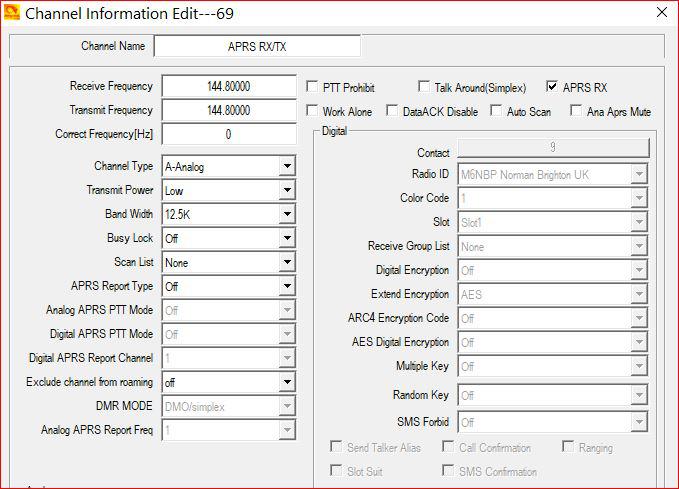 Channel Information Edit---69
Channel Name APRS RX/TX
Receive Frequency 144.80000 PTT Prohibit Talk Around(Simplex) APRS RX
Transmit Frequency 144.80000 Work Alone DataACK Disable Auto Scan Ana Aprs Mute
Correct Frequency[Hz] 0 Digital
Contact 9
Channel Type A-Analog Radio ID M6NBP Norman Brighton UK
Transmit Power Low Color Code 1
Band Width 12.5K Slot Slot1
Busy Lock Off Receive Group List None
Scan List None Digital Encryption Off
APRS Report Type Off Extend Encryption AES
Analog APRS PTT Mode Off ARC4 Encryption Code Off
Digital APRS PTT Mode Off AES Digital Encryption Off
Digital APRS Report Channel 1 Multiple Key Off
Exclude channel from roaming off Random Key Off
DMR MODE DMO/simplex SMS Forbid Off
Analog APRS Report Freq 1 Send Talker Alias Call Confirmation Ranging
Slot Suit SMS Confirmation